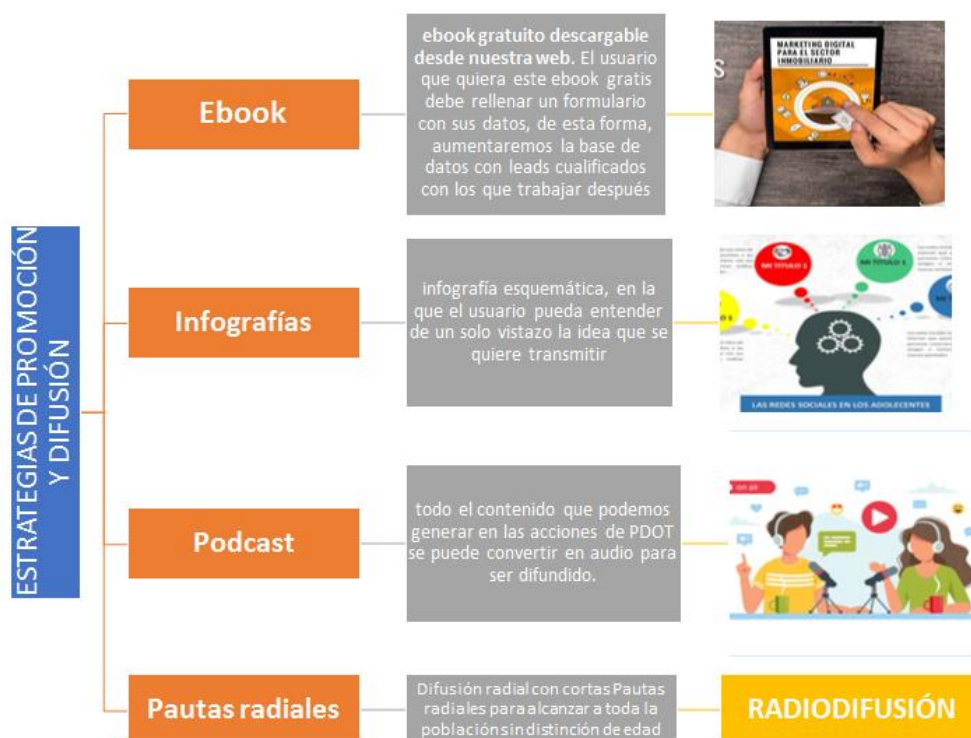 ESTRATEGIAS DE PROMOCIÓN
Y DIFUSIÓN
Ebook
ebook gratuito descargable
desde nuestra web. El usuario
que quiera este ebook gratis
debe rellenar un formulario
con sus datos, de esta forma,
aumentaremos la base de
datos con leads cualificados
con los que trabajar después
MARKETING DIGITAL
PARA EL SECTOR
INMOBILIARIO
S
Infografías
infografía esquemática, en la
que el usuario pueda entender
de un solo vistazo la idea que se
quiere transmitir
MI TITULO 1
MI TITULO 1
MI TITULO
LAS REDES SOCIALES EN LOS ADOLECENTES
Podcast
todo el contenido que podemos
generar en las acciones de PDOT
se puede convertir en audio para
ser difundido.
on air
Pautas radiales
Difusión radial con cortas Pautas
radiales para alcanzar a toda la
población sin distinción de edad
RADIODIFUSIÓN